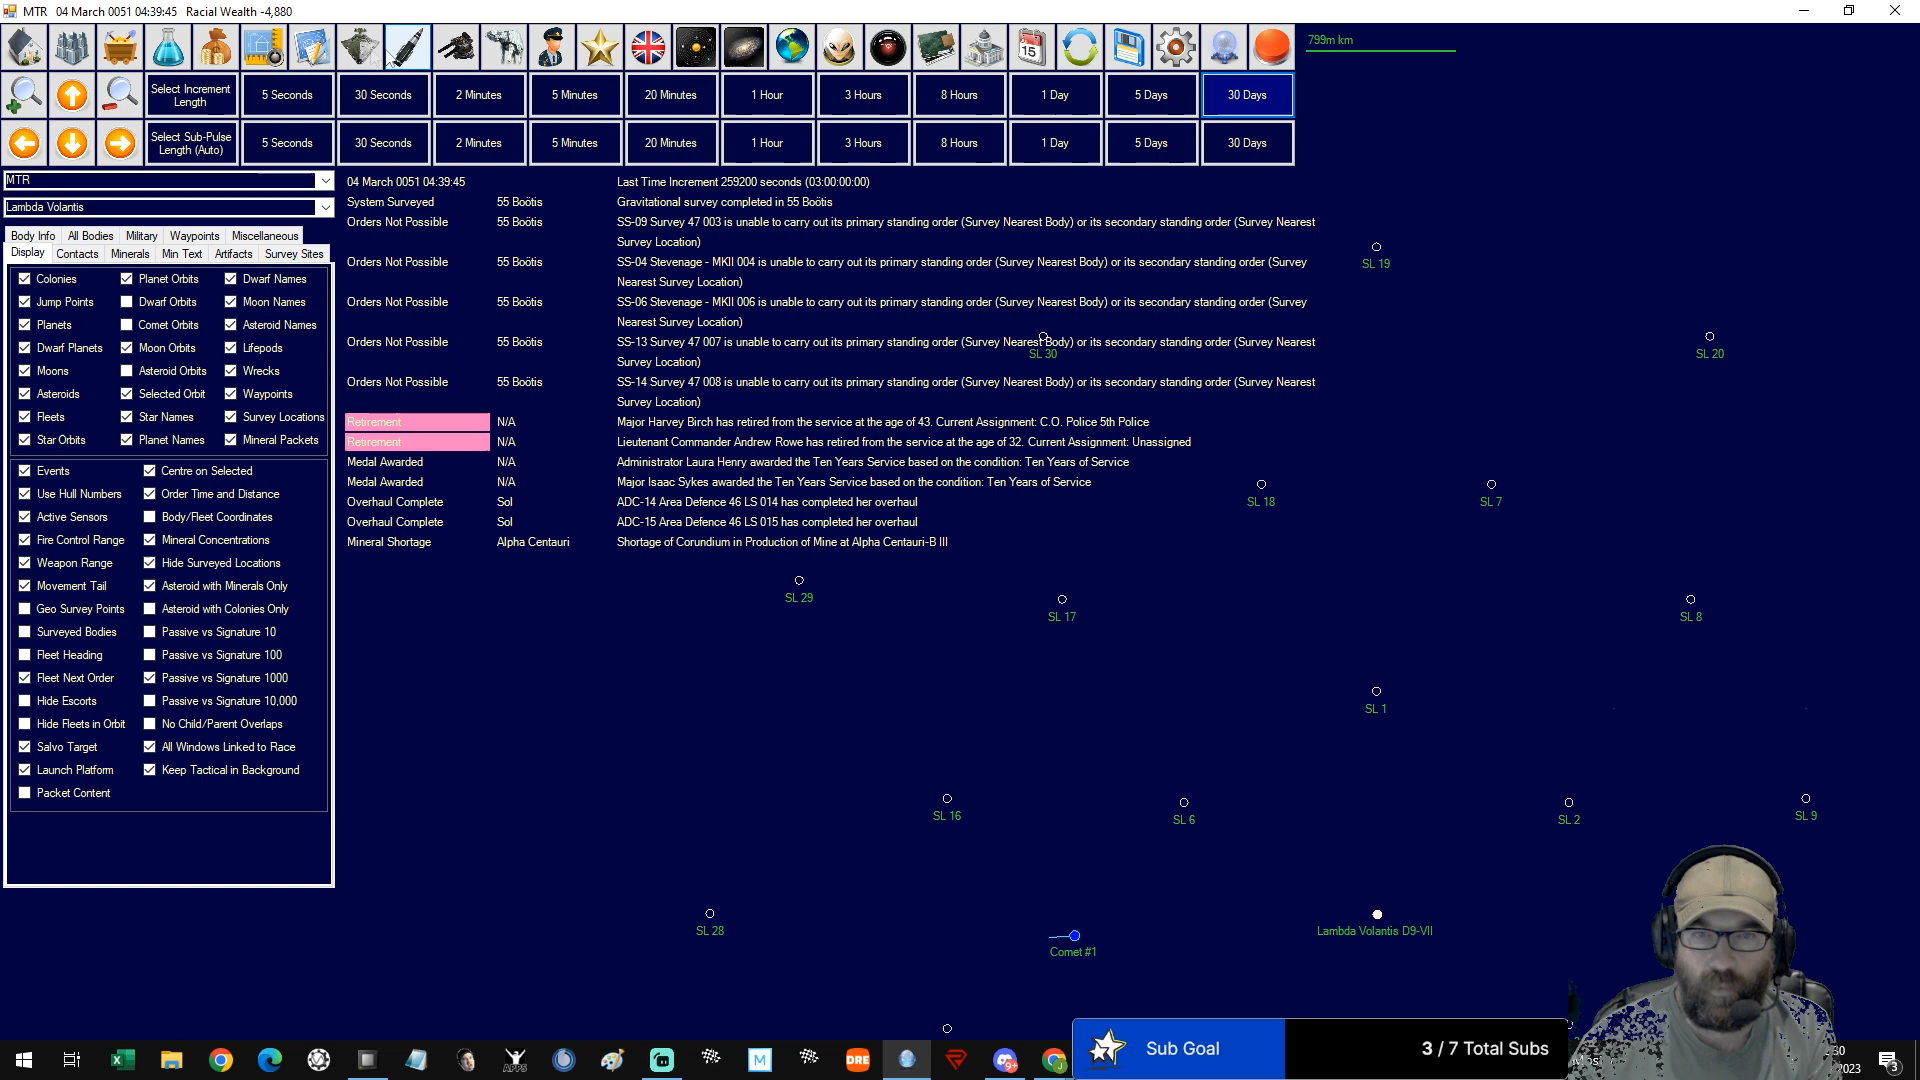 MTR 04 March 0051 04:39:45 Racial Wealth -4,880
799m km
Select Increment Length
5 Seconds
30 Seconds
2 Minutes
5 Minutes
20 Minutes
1 Hour
3 Hours
8 Hours
1 Day
5 Days
30 Days
Select Sub-Pulse Length (Auto)
5 Seconds
30 Seconds
2 Minutes
5 Minutes
20 Minutes
1 Hour
3 Hours
8 Hours
1 Day
5 Days
30 Days
MTR
Lambda Volantis
Body Info All Bodies Military Waypoints Miscellaneous
Display Contacts Minerals Min Text Artifacts Survey Sites
Colonies Planet Orbits Dwarf Names
Jump Points Dwarf Orbits Moon Names
Planets Comet Orbits Asteroid Names
Dwarf Planets Moon Orbits Lifepods
Moons Asteroid Orbits Wrecks
Asteroids Selected Orbit Waypoints
Fleets Star Names Survey Locations
Star Orbits Planet Names Mineral Packets
Events Centre on Selected
Use Hull Numbers Order Time and Distance
Active Sensors Body/Fleet Coordinates
Fire Control Range Mineral Concentrations
Weapon Range Hide Surveyed Locations
Movement Tail Asteroid with Minerals Only
Geo Survey Points Asteroid with Colonies Only
Surveyed Bodies Passive vs Signature 10
Fleet Heading Passive vs Signature 100
Fleet Next Order Passive vs Signature 1000
Hide Escorts Passive vs Signature 10,000
Hide Fleets in Orbit No Child/Parent Overlaps
Salvo Target All Windows Linked to Race
Launch Platform Keep Tactical in Background
Packet Content
04 March 0051 04:39:45 Last Time Increment 259200 seconds (03:00:00:00)
System Surveyed 55 Boötis Gravitational survey completed in 55 Boötis
Orders Not Possible 55 Boötis SS-09 Survey 47 003 is unable to carry out its primary standing order (Survey Nearest Body) or its secondary standing order (Survey Nearest
Survey Location)
Orders Not Possible 55 Boötis SS-04 Stevenage - MKII 004 is unable to carry out its primary standing order (Survey Nearest Body) or its secondary standing order (Survey
Nearest Survey Location)
Orders Not Possible 55 Boötis SS-06 Stevenage - MKII 006 is unable to carry out its primary standing order (Survey Nearest Body) or its secondary standing order (Survey
Nearest Survey Location)
Orders Not Possible 55 Boötis SS-13 Survey 47 007 is unable to carry out its primary standing order (Survey Nearest Body) or its secondary standing order (Survey Nearest
Survey Location)
Orders Not Possible 55 Boötis SS-14 Survey 47 008 is unable to carry out its primary standing order (Survey Nearest Body) or its secondary standing order (Survey Nearest
Survey Location)
Retirement N/A Major Harvey Birch has retired from the service at the age of 43. Current Assignment: C.O. Police 5th Police
Retirement N/A Lieutenant Commander Andrew Rowe has retired from the service at the age of 32. Current Assignment: Unassigned
Medal Awarded N/A Administrator Laura Henry awarded the Ten Years Service based on the condition: Ten Years of Service
Medal Awarded N/A Major Isaac Sykes awarded the Ten Years Service based on the condition: Ten Years of Service
Overhaul Complete Sol ADC-14 Area Defence 46 LS 014 has completed her overhaul
Overhaul Complete Sol ADC-15 Area Defence 46 LS 015 has completed her overhaul
Mineral Shortage Alpha Centauri Shortage of Corundium in Production of Mine at Alpha Centauri-B III
SL 19
SL 30
SL 20
SL 18
SL 7
SL 29
SL 17
SL 8
SL 1
SL 16
SL 6
SL 2
SL 9
SL 28
Lambda Volantis D9-VII
Comet #1
15
Sub Goal 3 / 7 Total Subs
APPS
M
DRE
9+
J
2023
3